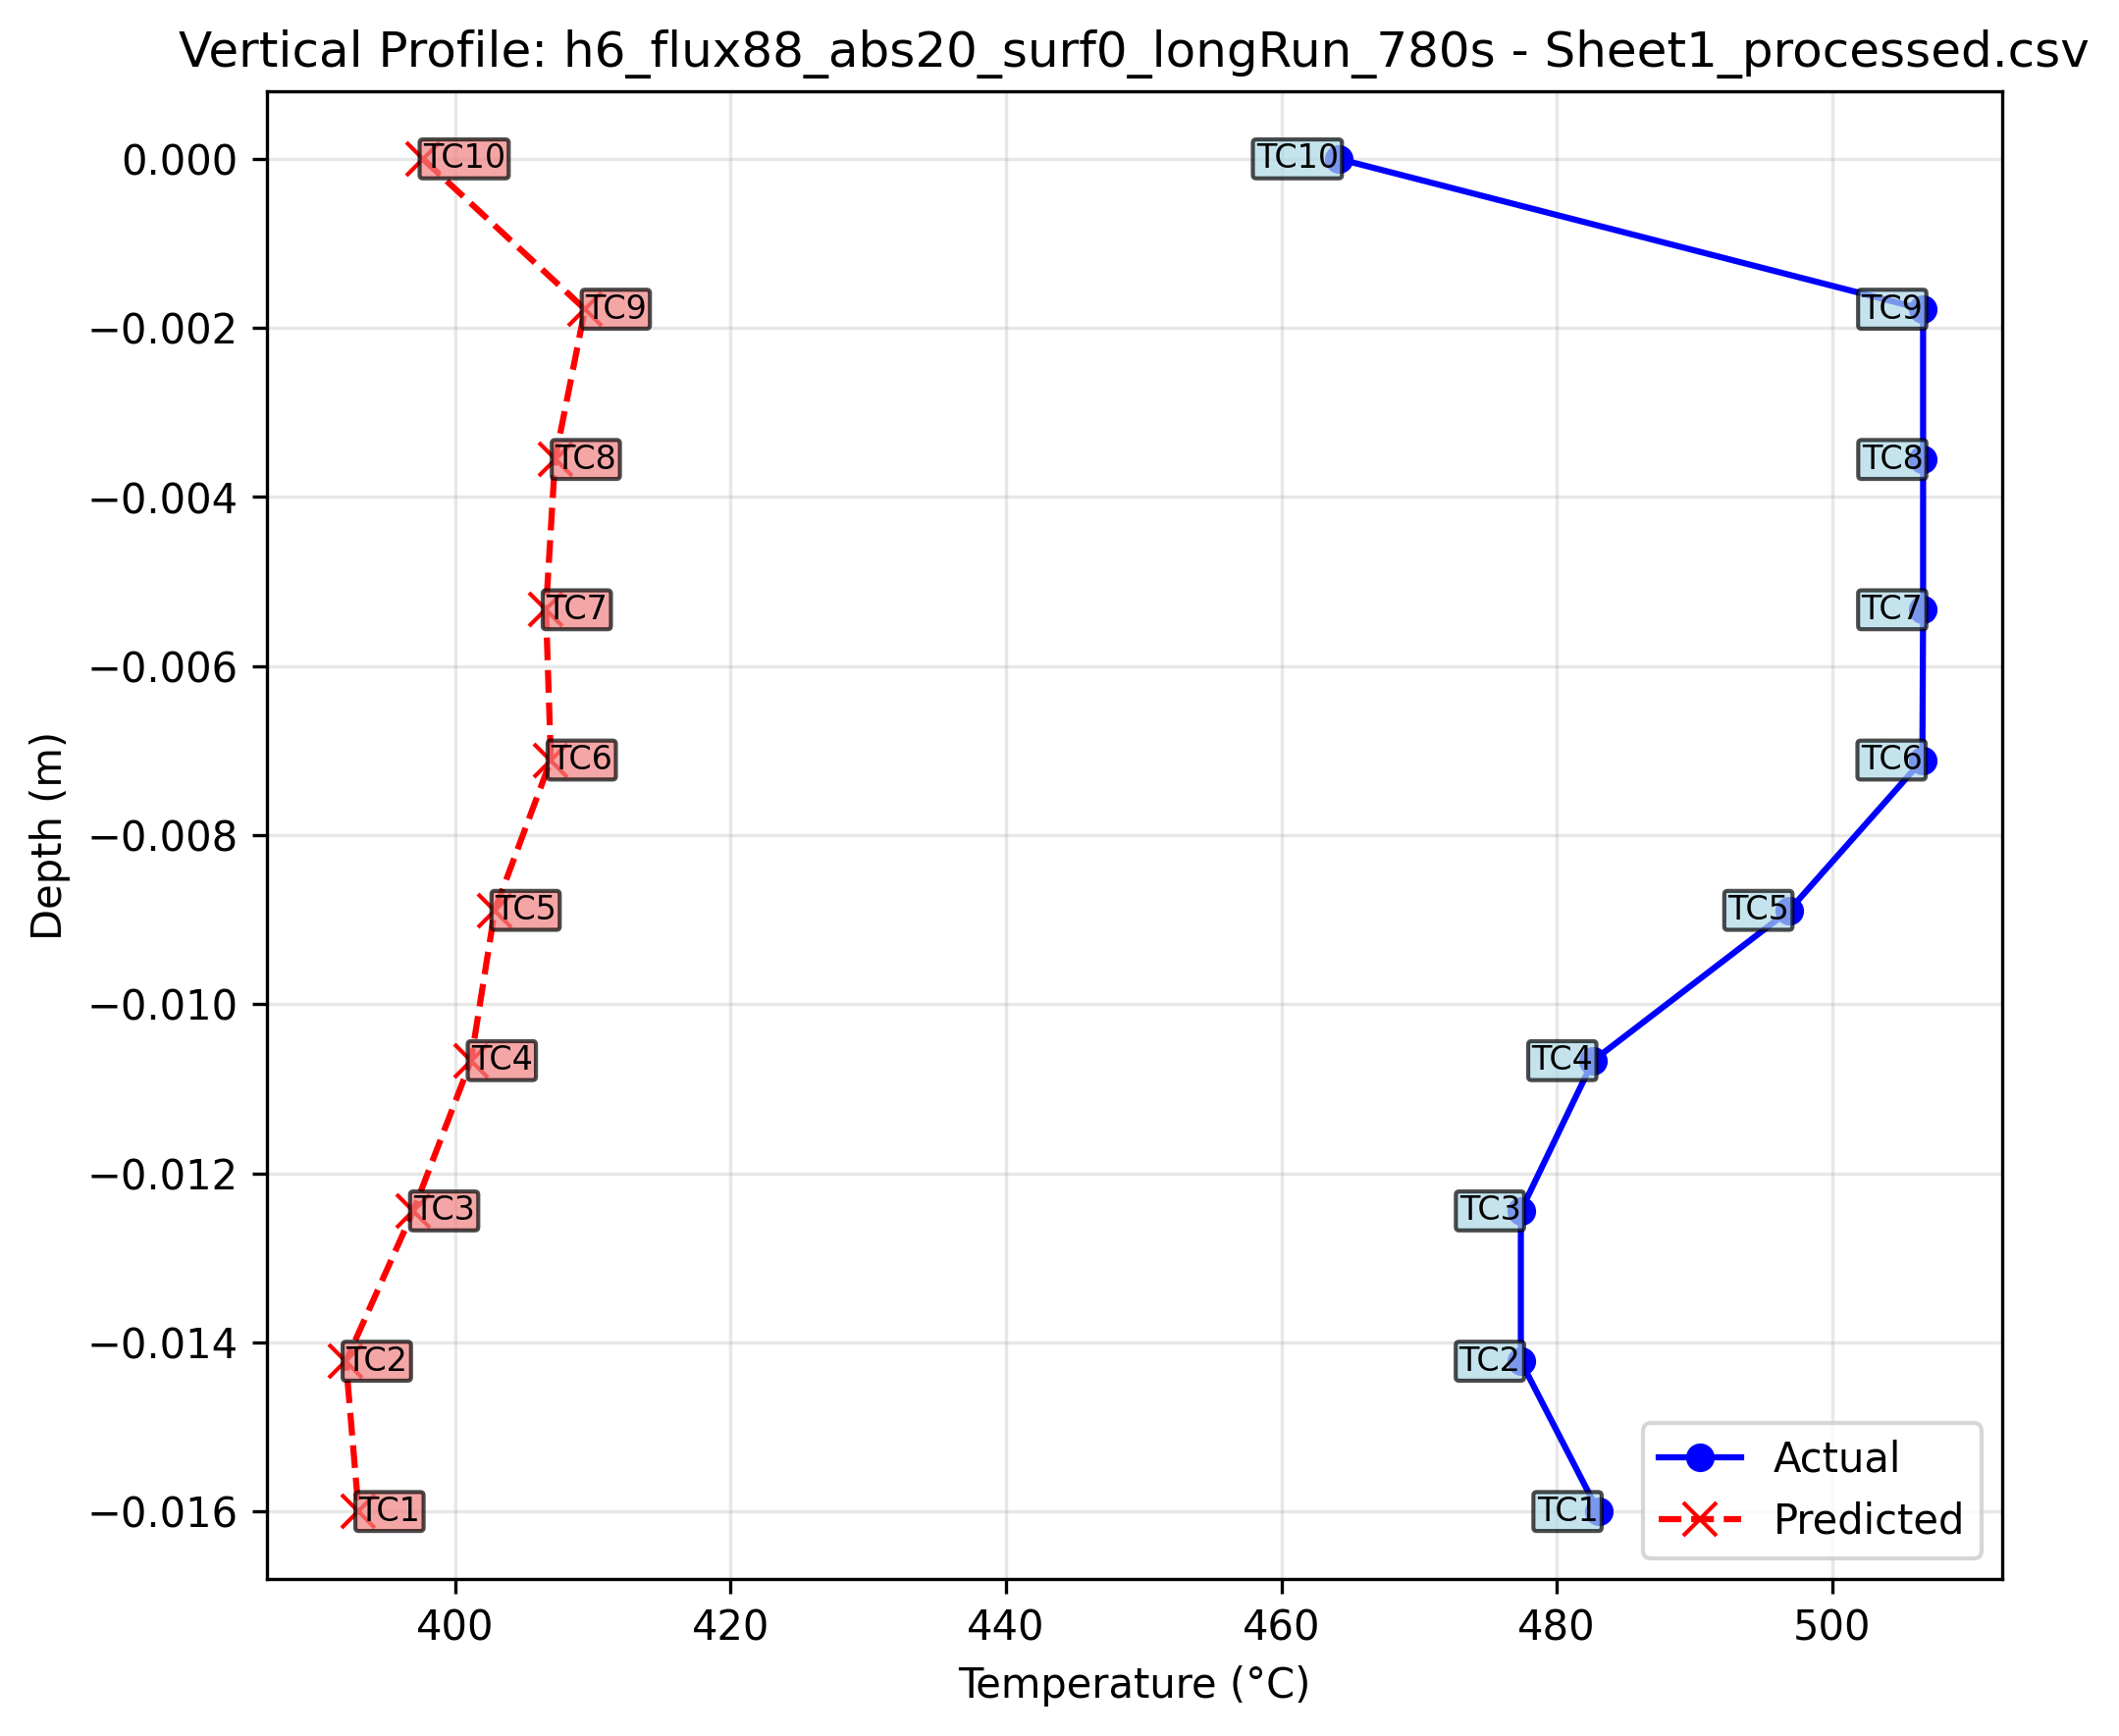 Vertical Profile: h6_flux88_abs20_surf0_longRun_780s - Sheet1_processed.csv
Depth (m)
0.000
−0.002
−0.004
−0.006
−0.008
−0.010
−0.012
−0.014
−0.016
TC10 TC10
TC9 TC9
TC8 TC8
TC7 TC7
TC6 TC6
TC5 TC5
TC4 TC4
TC3 TC3
TC2 TC2
TC1 TC1
Actual
Predicted
400 420 440 460 480 500
Temperature (°C)